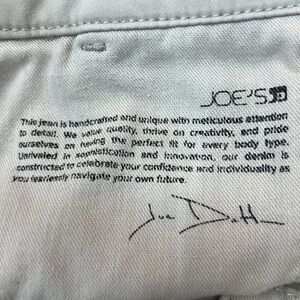 JOE'S
This jean is handcrafted and unique with meticulous attention
to detail. We value quality, thrive on creativity, and pride
ourselves on having the perfect fit for every body type.
Unrivaled in sophistication and innovation, our denim is
constructed to celebrate your confidence and individuality as
you fearlessly navigate your own future.
Joe